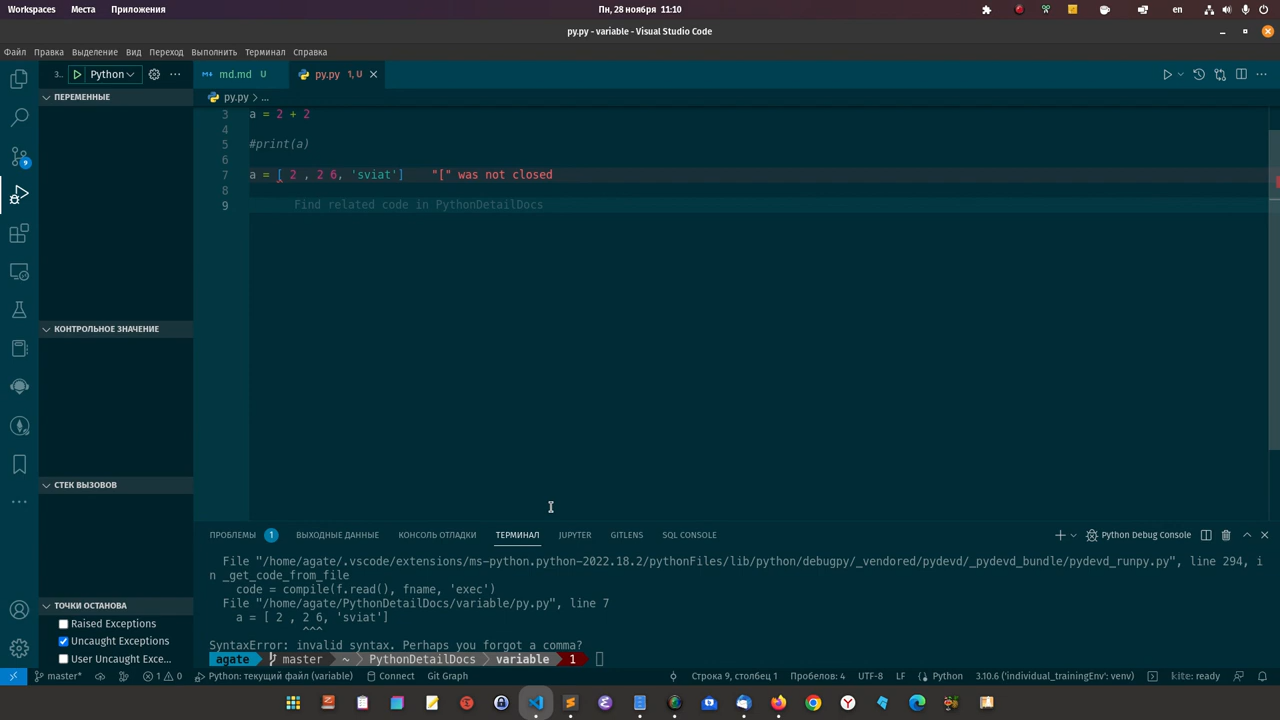 Workspaces Места Приложения Пн, 28 ноября 11:10 en
py.py - variable - Visual Studio Code
Файл Правка Выделение Вид Переход Выполнить Терминал Справка
3.. Python md.md U py.py 1, U
ПЕРЕМЕННЫЕ
py.py > ...
3 a = 2 + 2
4
5 #print(a)
6
7 a = [ 2 , 2 6, 'sviat'] "[" was not closed
8
9 Find related code in PythonDetailDocs
9
КОНТРОЛЬНОЕ ЗНАЧЕНИЕ
СТЕК ВЫЗОВОВ
ТОЧКИ ОСТАНОВА
Raised Exceptions
Uncaught Exceptions
User Uncaught Exce...
ПРОБЛЕМЫ 1 ВЫХОДНЫЕ ДАННЫЕ КОНСОЛЬ ОТЛАДКИ ТЕРМИНАЛ JUPYTER GITLENS SQL CONSOLE Python Debug Console
File "/home/agate/.vscode/extensions/ms-python.python-2022.18.2/pythonFiles/lib/python/debugpy/_vendored/pydevd/_pydevd_bundle/pydevd_runpy.py", line 294, i
n _get_code_from_file
code = compile(f.read(), fname, 'exec')
File "/home/agate/PythonDetailDocs/variable/py.py", line 7
a = [ 2 , 2 6, 'sviat']
^^^
SyntaxError: invalid syntax. Perhaps you forgot a comma?
agate master ~ PythonDetailDocs variable 1
master* 1 0 Python: текущий файл (variable) Connect Git Graph Строка 9, столбец 1 Пробелов: 4 UTF-8 LF Python 3.10.6 ('individual_trainingEnv': venv) kite: ready